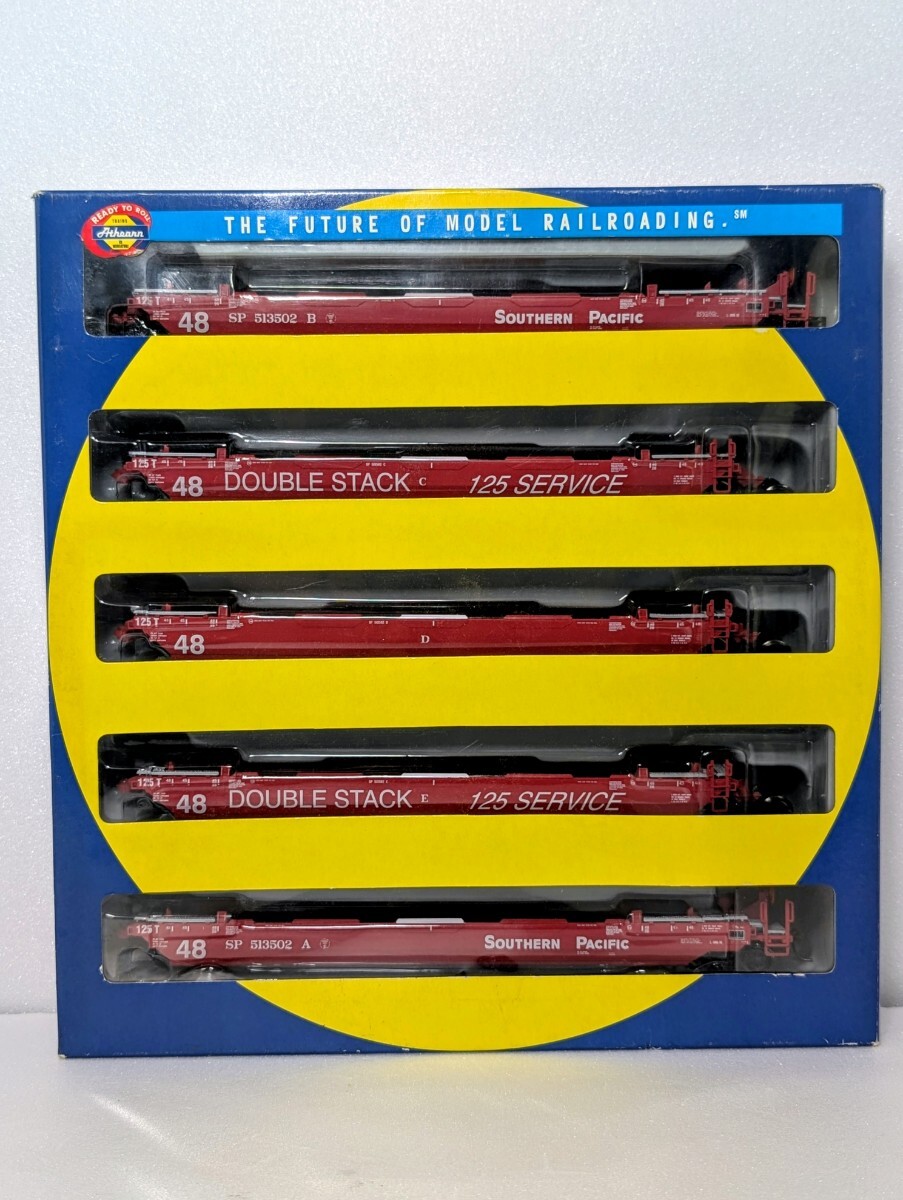 READY TO ROLL
TRAINS
Athearn
THE FUTURE OF MODEL RAILROADING.SM
125 T
48 SP 513502 B SOUTHERN PACIFIC
125 T
48 DOUBLE STACK C 125 SERVICE
125 T
48 D
125 T
48 DOUBLE STACK E 125 SERVICE
125 T
48 SP 513502 A SOUTHERN PACIFIC